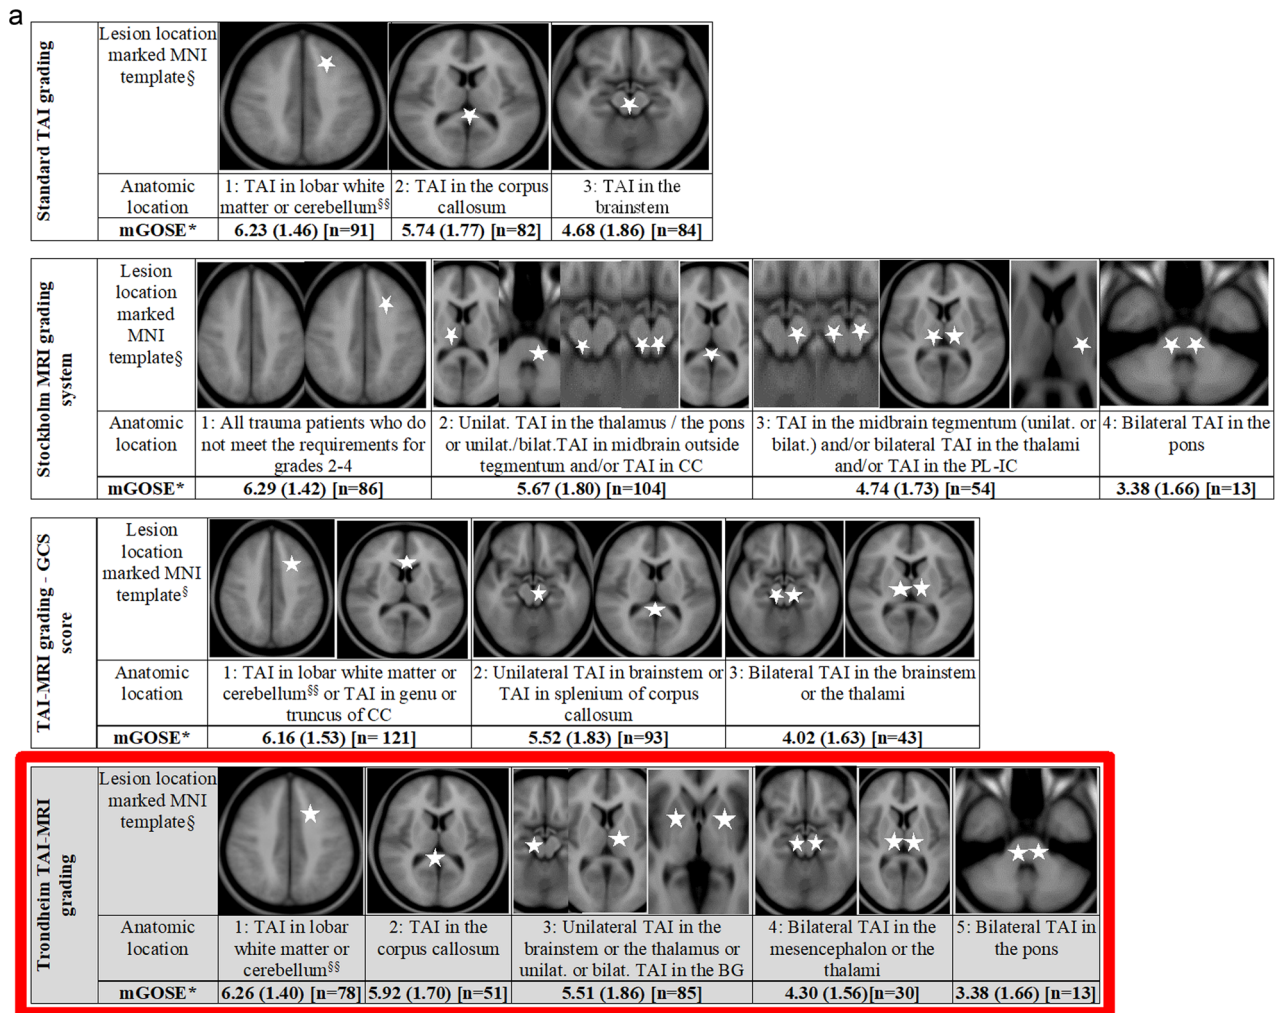 a
Standard TAI grading
Lesion location
marked MNI
template§
Anatomic
location
1: TAI in lobar white
matter or cerebellum§§
2: TAI in the corpus
callosum
3: TAI in the
brainstem
mGOSE*
6.23 (1.46) [n=91]
5.74 (1.77) [n=82]
4.68 (1.86) [n=84]
Stockholm MRI grading
system
Lesion
location
marked
MNI
template§
Anatomic
location
1: All trauma patients who do
not meet the requirements for
grades 2-4
2: Unilat. TAI in the thalamus / the pons
or unilat./bilat.TAI in midbrain outside
tegmentum and/or TAI in CC
3: TAI in the midbrain tegmentum (unilat. or
bilat.) and/or bilateral TAI in the thalami
and/or TAI in the PL-IC
4: Bilateral TAI in the
pons
mGOSE*
6.29 (1.42) [n=86]
5.67 (1.80) [n=104]
4.74 (1.73) [n=54]
3.38 (1.66) [n=13]
TAI-MRI grading - GCS
score
Lesion
location
marked MNI
template§
Anatomic
location
1: TAI in lobar white matter or
cerebellum§§ or TAI in genu or
truncus of CC
2: Unilateral TAI in brainstem or
TAI in splenium of corpus
callosum
3: Bilateral TAI in the brainstem
or the thalami
mGOSE*
6.16 (1.53) [n= 121]
5.52 (1.83) [n=93]
4.02 (1.63) [n=43]
Trondheim TAI-MRI
grading
Lesion location
marked MNI
template§
Anatomic
location
1: TAI in lobar
white matter or
cerebellum§§
2: TAI in the
corpus callosum
3: Unilateral TAI in the
brainstem or the thalamus or
unilat. or bilat. TAI in the BG
4: Bilateral TAI in the
mesencephalon or the
thalami
5: Bilateral TAI in
the pons
mGOSE*
6.26 (1.40) [n=78]
5.92 (1.70) [n=51]
5.51 (1.86) [n=85]
4.30 (1.56)[n=30]
3.38 (1.66) [n=13]